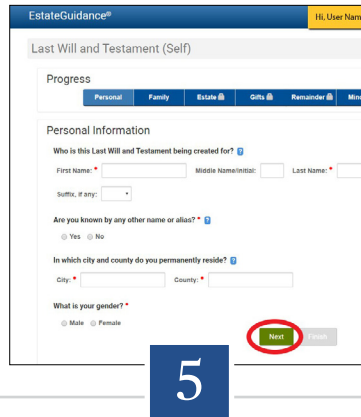 EstateGuidance®
Hi, User Nam
Last Will and Testament (Self)
Progress
Personal Family Estate Gifts Remainder Mino
Personal Information
Who is this Last Will and Testament being created for? ?
First Name: * Middle Name/Initial: Last Name: *
Suffix, if any:
Are you known by any other name or alias? * ?
Yes No
In which city and county do you permanently reside? ?
City: * County: *
What is your gender? *
Male Female
Next Finish
5